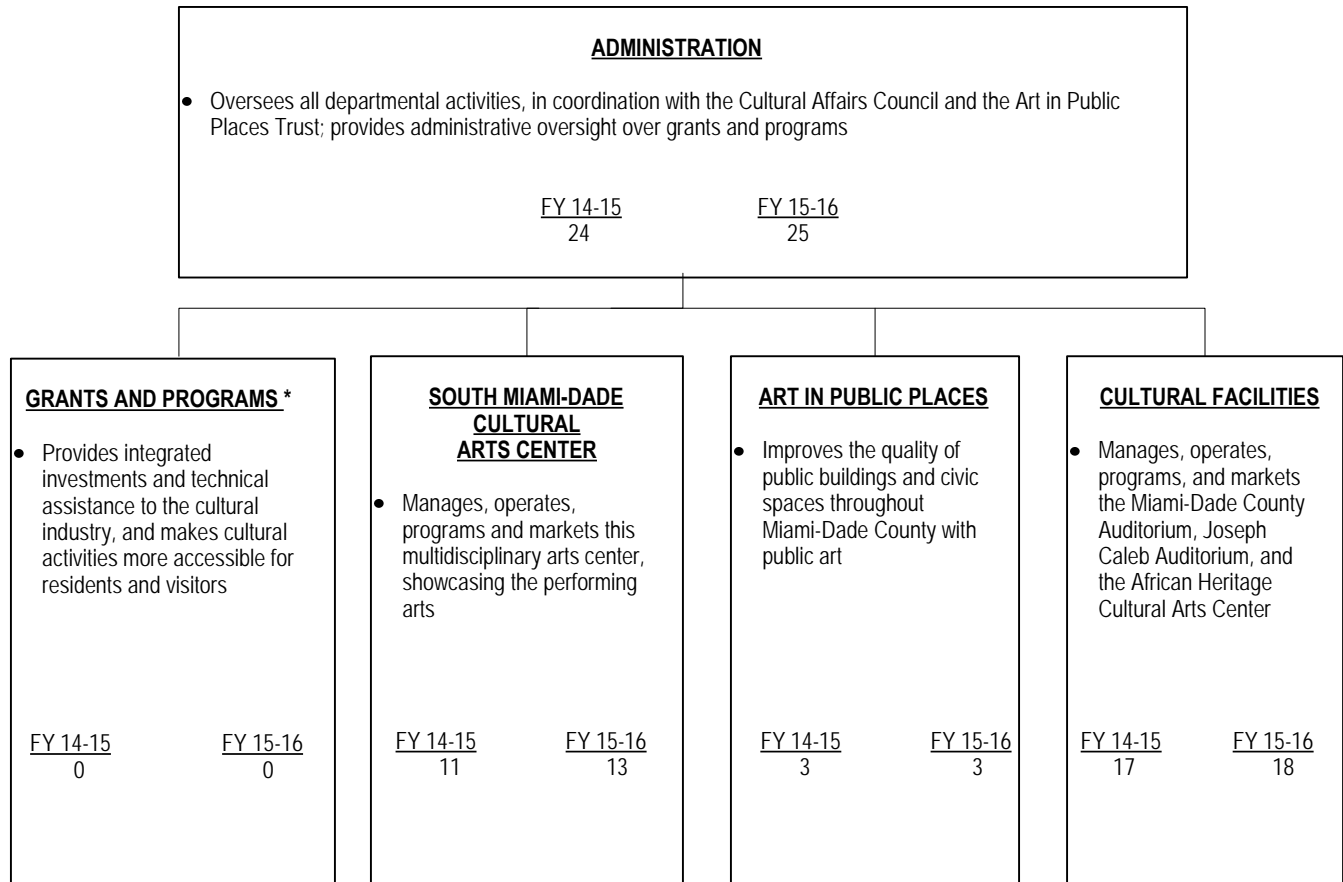 ADMINISTRATION
• Oversees all departmental activities, in coordination with the Cultural Affairs Council and the Art in Public
Places Trust; provides administrative oversight over grants and programs
FY 14-15 FY 15-16
24 25
GRANTS AND PROGRAMS *
• Provides integrated
investments and technical
assistance to the cultural
industry, and makes cultural
activities more accessible for
residents and visitors
FY 14-15 FY 15-16
0 0
SOUTH MIAMI-DADE
CULTURAL
ARTS CENTER
• Manages, operates,
programs and markets this
multidisciplinary arts center,
showcasing the performing
arts
FY 14-15 FY 15-16
11 13
ART IN PUBLIC PLACES
• Improves the quality of
public buildings and civic
spaces throughout
Miami-Dade County with
public art
FY 14-15 FY 15-16
3 3
CULTURAL FACILITIES
• Manages, operates,
programs, and markets
the Miami-Dade County
Auditorium, Joseph
Caleb Auditorium, and
the African Heritage
Cultural Arts Center
FY 14-15 FY 15-16
17 18